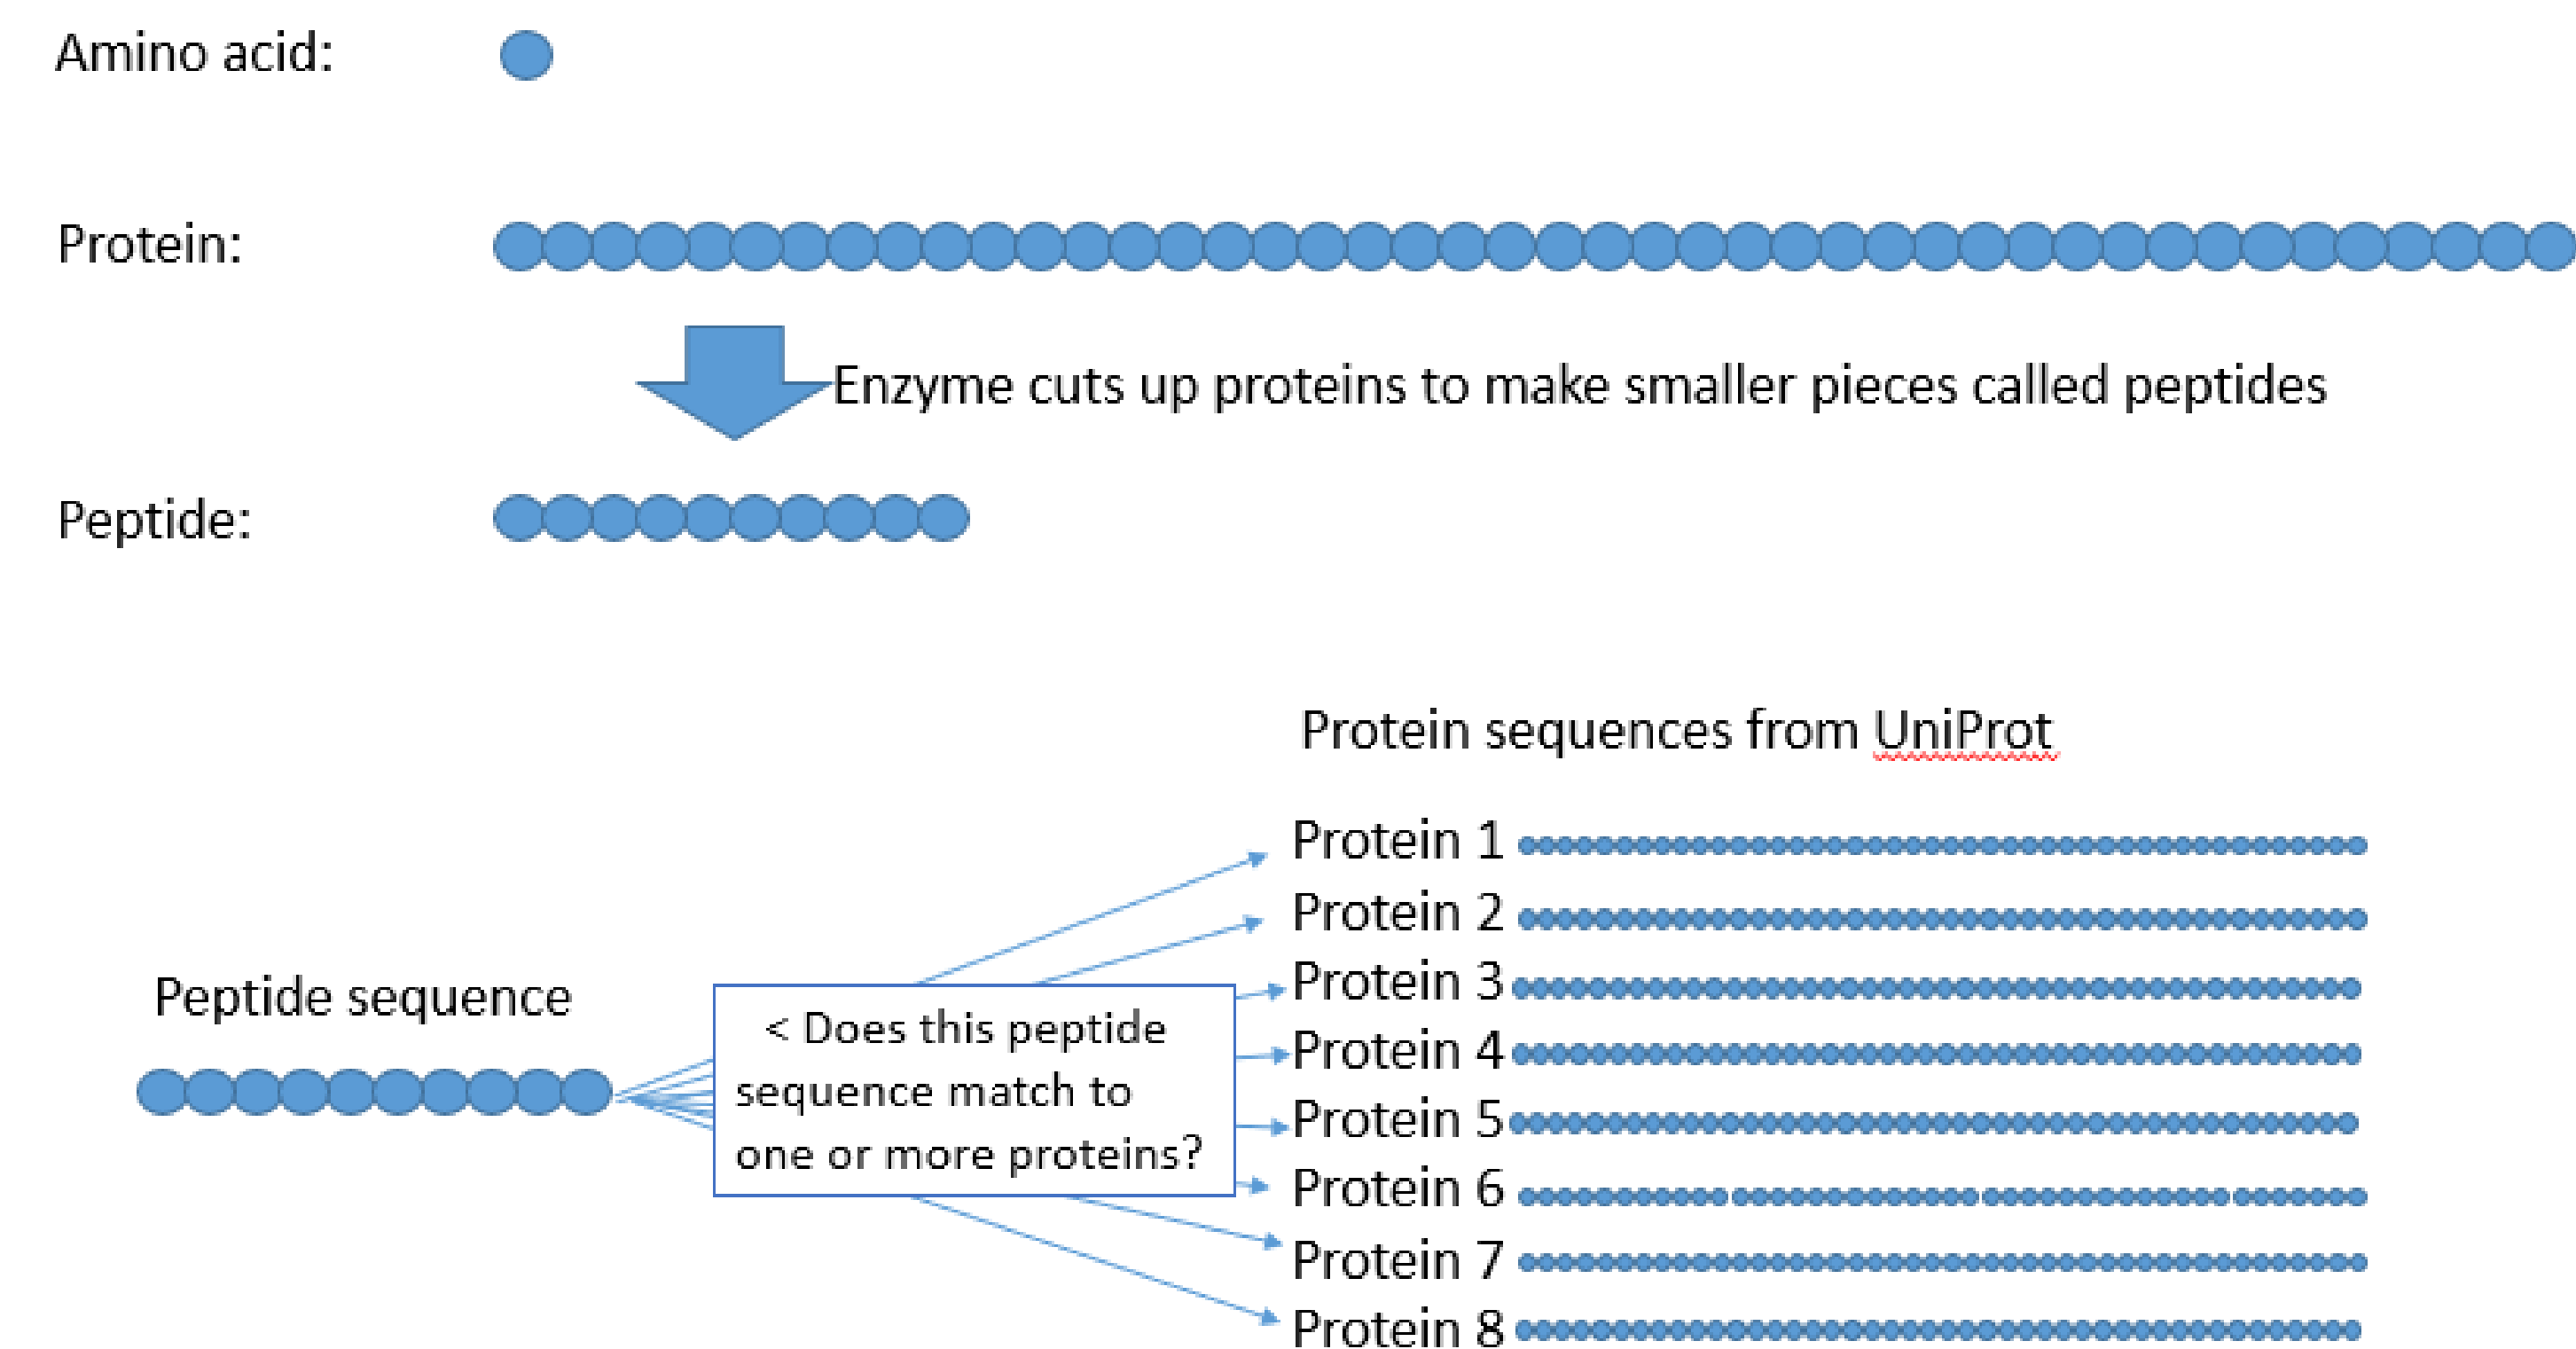 Amino acid:
Protein:
Enzyme cuts up proteins to make smaller pieces called peptides
Peptide:
Protein sequences from UniProt
Peptide sequence
< Does this peptide
sequence match to
one or more proteins?
Protein 1
Protein 2
Protein 3
Protein 4
Protein 5
Protein 6
Protein 7
Protein 8